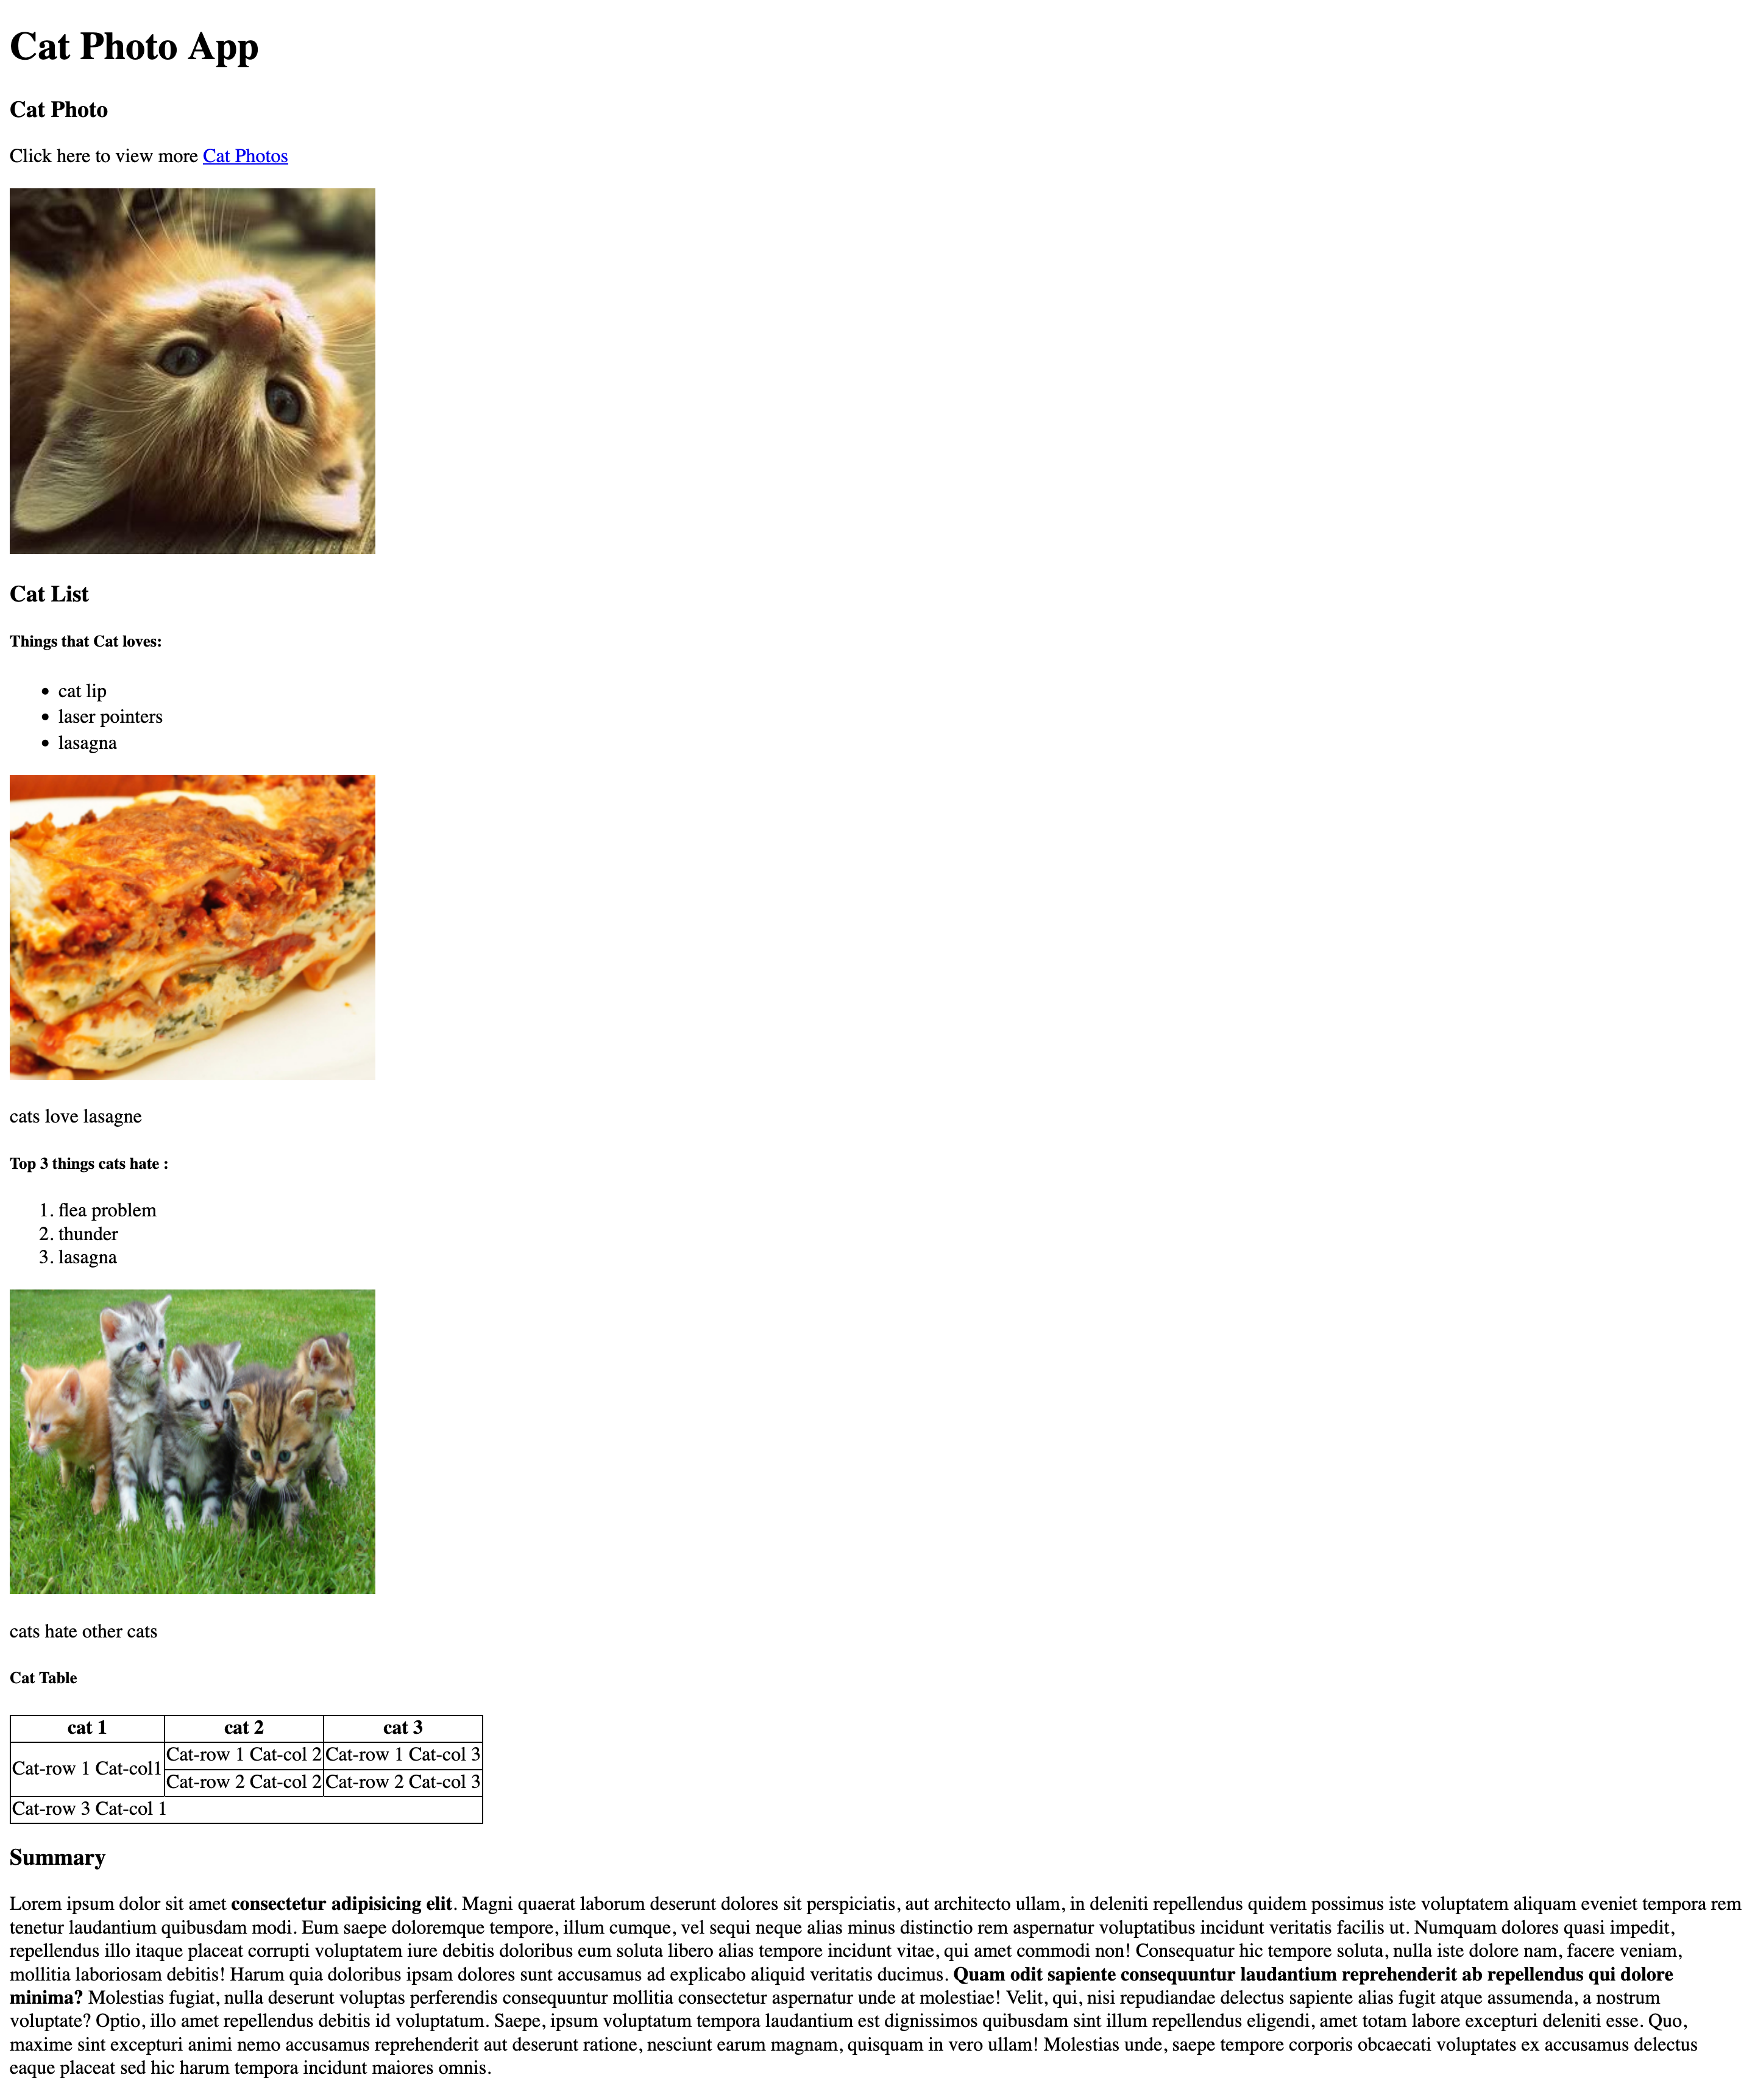 Cat Photo App
Cat Photo
Click here to view more Cat Photos
Cat List
Things that Cat loves:
• cat lip
• laser pointers
• lasagna
cats love lasagne
Top 3 things cats hate :
1. flea problem
2. thunder
3. lasagna
cats hate other cats
Cat Table
cat 1 cat 2 cat 3
Cat-row 1 Cat-col1 Cat-row 1 Cat-col 2 Cat-row 1 Cat-col 3
Cat-row 2 Cat-col 2 Cat-row 2 Cat-col 3
Cat-row 3 Cat-col 1
Summary
Lorem ipsum dolor sit amet consectetur adipisicing elit. Magni quaerat laborum deserunt dolores sit perspiciatis, aut architecto ullam, in deleniti repellendus quidem possimus iste voluptatem aliquam eveniet tempora rem
tenetur laudantium quibusdam modi. Eum saepe doloremque tempore, illum cumque, vel sequi neque alias minus distinctio rem aspernatur voluptatibus incidunt veritatis facilis ut. Numquam dolores quasi impedit,
repellendus illo itaque placeat corrupti voluptatem iure debitis doloribus eum soluta libero alias tempore incidunt vitae, qui amet commodi non! Consequatur hic tempore soluta, nulla iste dolore nam, facere veniam,
mollitia laboriosam debitis! Harum quia doloribus ipsam dolores sunt accusamus ad explicabo aliquid veritatis ducimus. Quam odit sapiente consequuntur laudantium reprehenderit ab repellendus qui dolore
minima? Molestias fugiat, nulla deserunt voluptas perferendis consequuntur mollitia consectetur aspernatur unde at molestiae! Velit, qui, nisi repudiandae delectus sapiente alias fugit atque assumenda, a nostrum
voluptate? Optio, illo amet repellendus debitis id voluptatum. Saepe, ipsum voluptatum tempora laudantium est dignissimos quibusdam sint illum repellendus eligendi, amet totam labore excepturi deleniti esse. Quo,
maxime sint excepturi animi nemo accusamus reprehenderit aut deserunt ratione, nesciunt earum magnam, quisquam in vero ullam! Molestias unde, saepe tempore corporis obcaecati voluptates ex accusamus delectus
eaque placeat sed hic harum tempora incidunt maiores omnis.